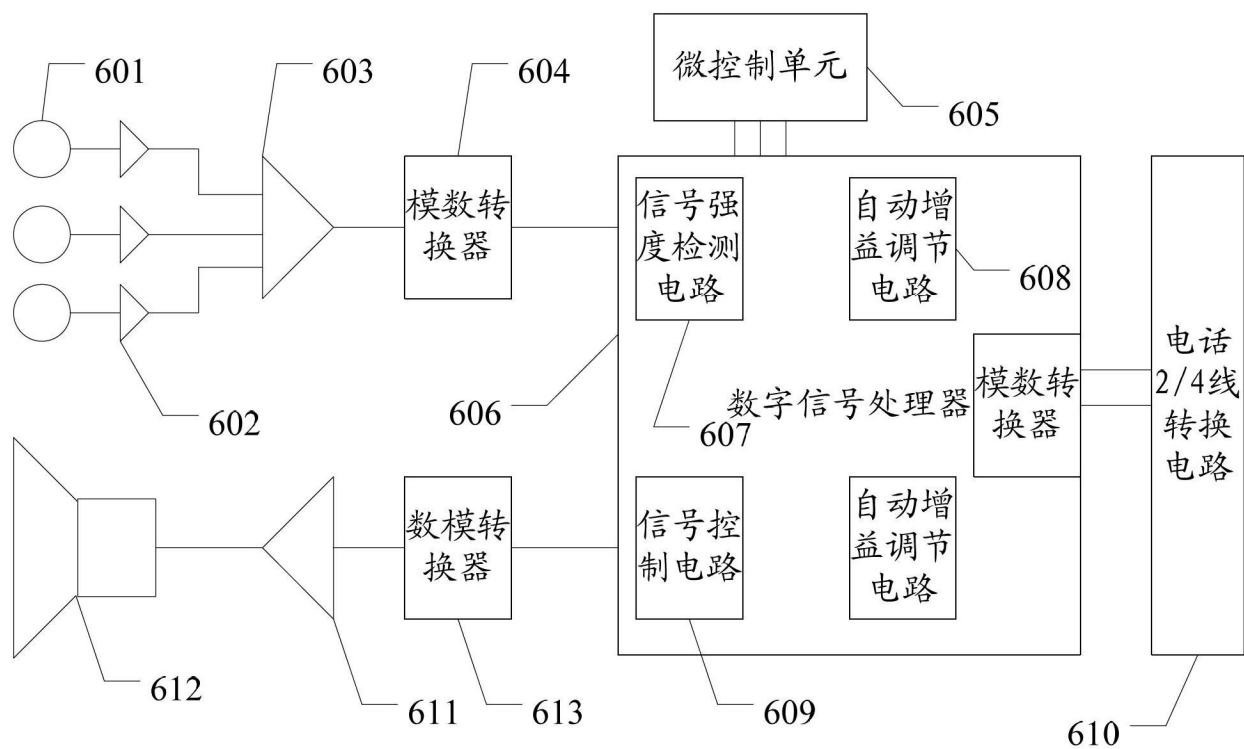 601
603
604
微控制单元
605
模数转
换器
信号强
度检测
电路
自动增
益调节
电路
608
602
606
607
数字信号处理器
模数转
换器
电话
2/4线
转换
电路
数模转
换器
信号控
制电路
自动增
益调节
电路
612
611
613
609
610